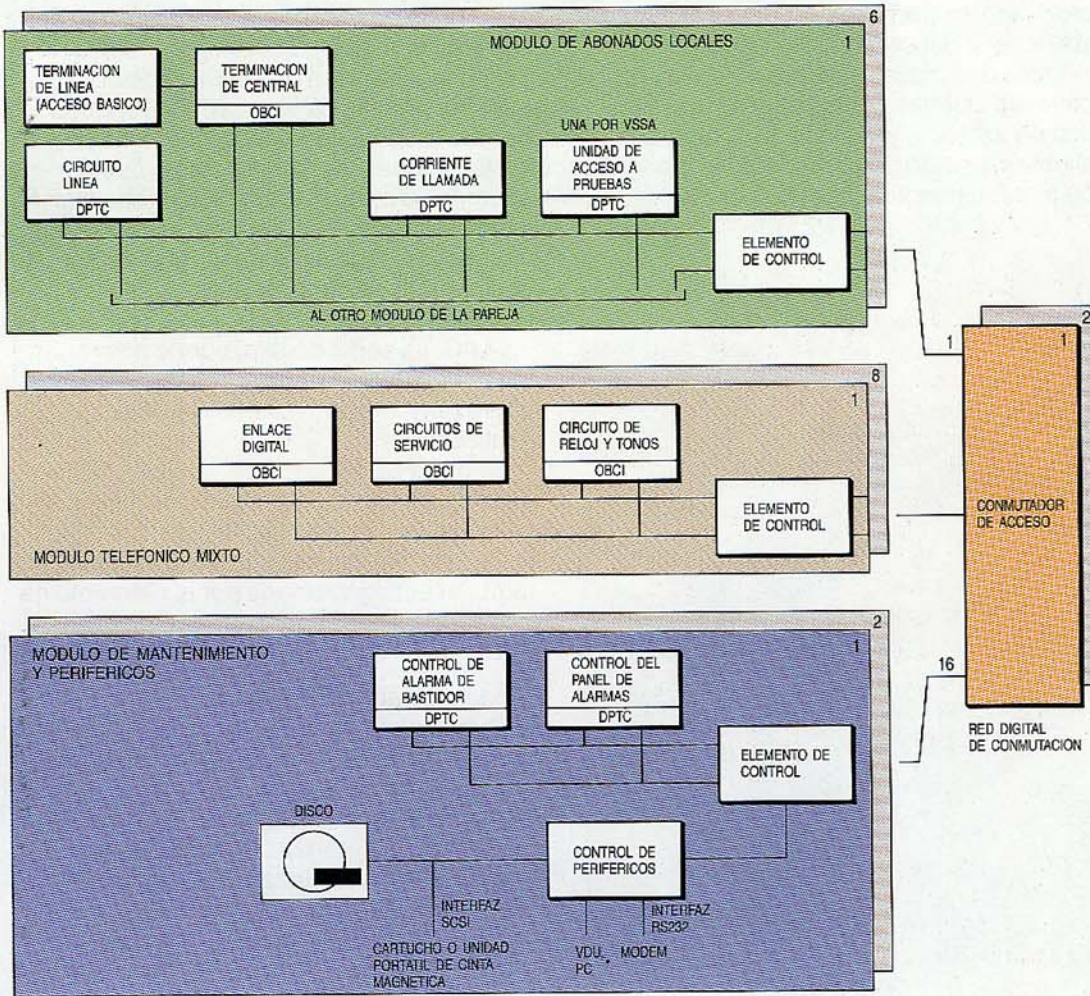 6
MODULO DE ABONADOS LOCALES
1
TERMINACION
DE LINEA
(ACCESO BASICO)
TERMINACION
DE CENTRAL
OBCI
UNA POR VSSA
CIRCUITO
LINEA
DPTC
CORRIENTE
DE LLAMADA
DPTC
UNIDAD DE
ACCESO A
PRUEBAS
DPTC
ELEMENTO
DE CONTROL
AL OTRO MODULO DE LA PAREJA
8
1
ENLACE
DIGITAL
OBCI
CIRCUITOS DE
SERVICIO
OBCI
CIRCUITO DE
RELOJ Y TONOS
OBCI
ELEMENTO
DE CONTROL
MODULO TELEFONICO MIXTO
2
MODULO DE MANTENIMIENTO
Y PERIFERICOS
1
CONTROL DE
ALARMA DE
BASTIDOR
DPTC
CONTROL DEL
PANEL DE
ALARMAS
DPTC
ELEMENTO DE
CONTROL
DISCO
CONTROL DE
PERIFERICOS
INTERFAZ
SCSI
INTERFAZ
RS232
CARTUCHO O UNIDAD
PORTATIL DE CINTA
MAGNETICA
VDU,
PC
MODEM
2
1
1
CONMUTADOR
DE ACCESO
16
RED DIGITAL
DE CONMUTACION